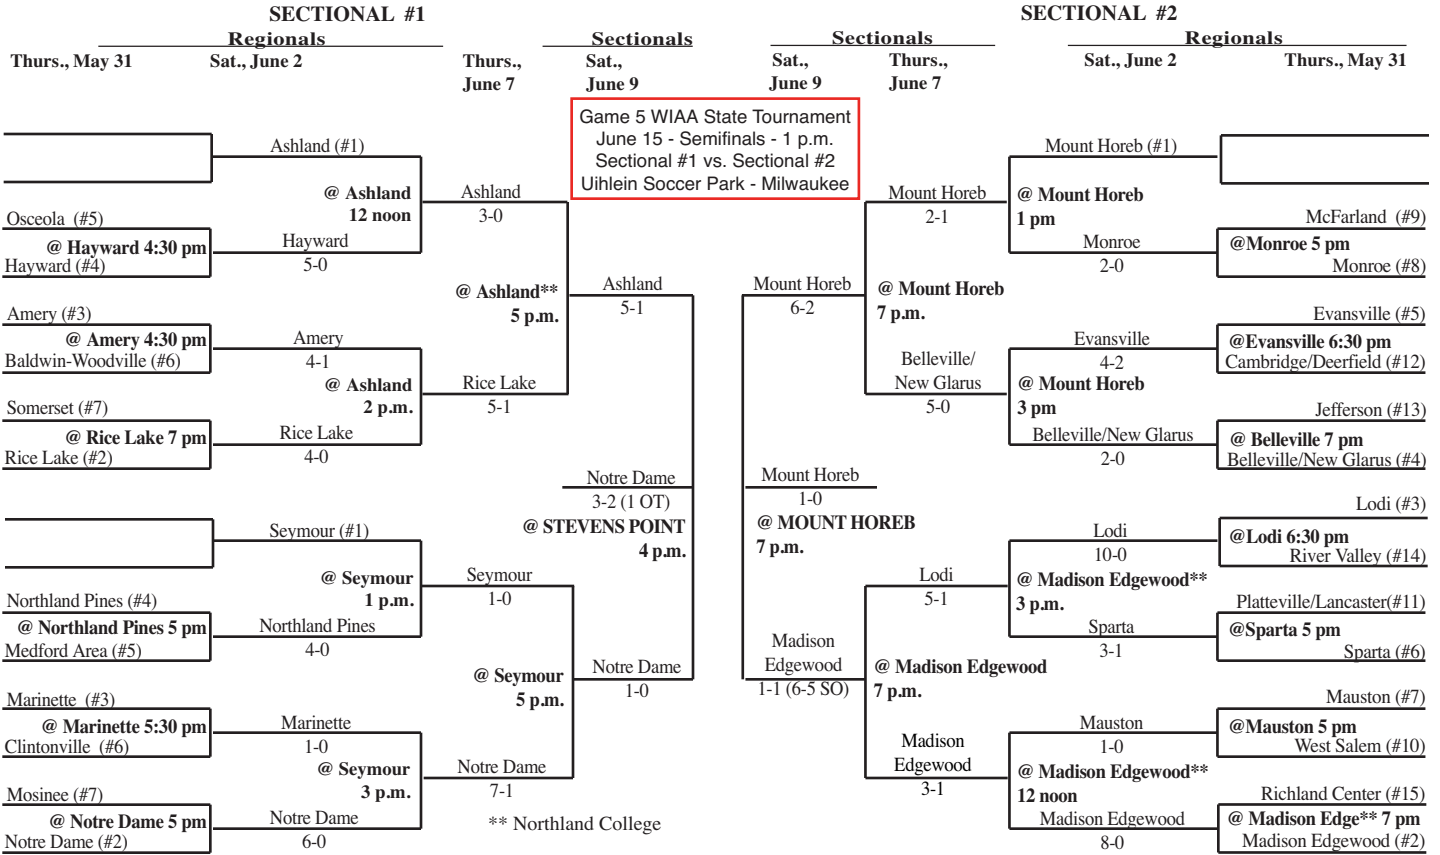 SECTIONAL #1
SECTIONAL #2
Regionals
Sectionals
Sectionals
Regionals
Thurs., May 31
Sat., June 2
Thurs.,
June 7
Sat.,
June 9
Sat.,
June 9
Thurs.,
June 7
Sat., June 2
Thurs., May 31
Game 5 WIAA State Tournament
June 15 - Semifinals - 1 p.m.
Sectional #1 vs. Sectional #2
Uihlein Soccer Park - Milwaukee
Ashland (#1)
@ Ashland
12 noon
Ashland
3-0
Osceola (#5)
@ Hayward 4:30 pm
Hayward (#4)
Hayward
5-0
@ Ashland**
5 p.m.
Ashland
5-1
Amery (#3)
@ Amery 4:30 pm
Baldwin-Woodville (#6)
Amery
4-1
@ Ashland
2 p.m.
Rice Lake
5-1
Somerset (#7)
@ Rice Lake 7 pm
Rice Lake (#2)
Rice Lake
4-0
Notre Dame
3-2 (1 OT)
@ STEVENS POINT
4 p.m.
Seymour (#1)
@ Seymour
1 p.m.
Seymour
1-0
Northland Pines (#4)
@ Northland Pines 5 pm
Medford Area (#5)
Northland Pines
4-0
@ Seymour
5 p.m.
Notre Dame
1-0
Marinette (#3)
@ Marinette 5:30 pm
Clintonville (#6)
Marinette
1-0
@ Seymour
3 p.m.
Notre Dame
7-1
Mosinee (#7)
@ Notre Dame 5 pm
Notre Dame (#2)
Notre Dame
6-0
** Northland College
Mount Horeb (#1)
Mount Horeb
2-1
@ Mount Horeb
1 pm
McFarland (#9)
@Monroe 5 pm
Monroe (#8)
Monroe
2-0
Mount Horeb
6-2
@ Mount Horeb
7 p.m.
Evansville (#5)
@Evansville 6:30 pm
Cambridge/Deerfield (#12)
Evansville
4-2
Belleville/
New Glarus
5-0
@ Mount Horeb
3 pm
Jefferson (#13)
@ Belleville 7 pm
Belleville/New Glarus (#4)
Belleville/New Glarus
2-0
Mount Horeb
1-0
@ MOUNT HOREB
7 p.m.
Lodi (#3)
@Lodi 6:30 pm
River Valley (#14)
Lodi
10-0
Lodi
5-1
@ Madison Edgewood**
3 p.m.
Platteville/Lancaster(#11)
@Sparta 5 pm
Sparta (#6)
Sparta
3-1
Madison
Edgewood
1-1 (6-5 SO)
@ Madison Edgewood
7 p.m.
Mauston (#7)
@Mauston 5 pm
West Salem (#10)
Mauston
1-0
Madison
Edgewood
3-1
@ Madison Edgewood**
12 noon
Richland Center (#15)
@ Madison Edge** 7 pm
Madison Edgewood (#2)
Madison Edgewood
8-0